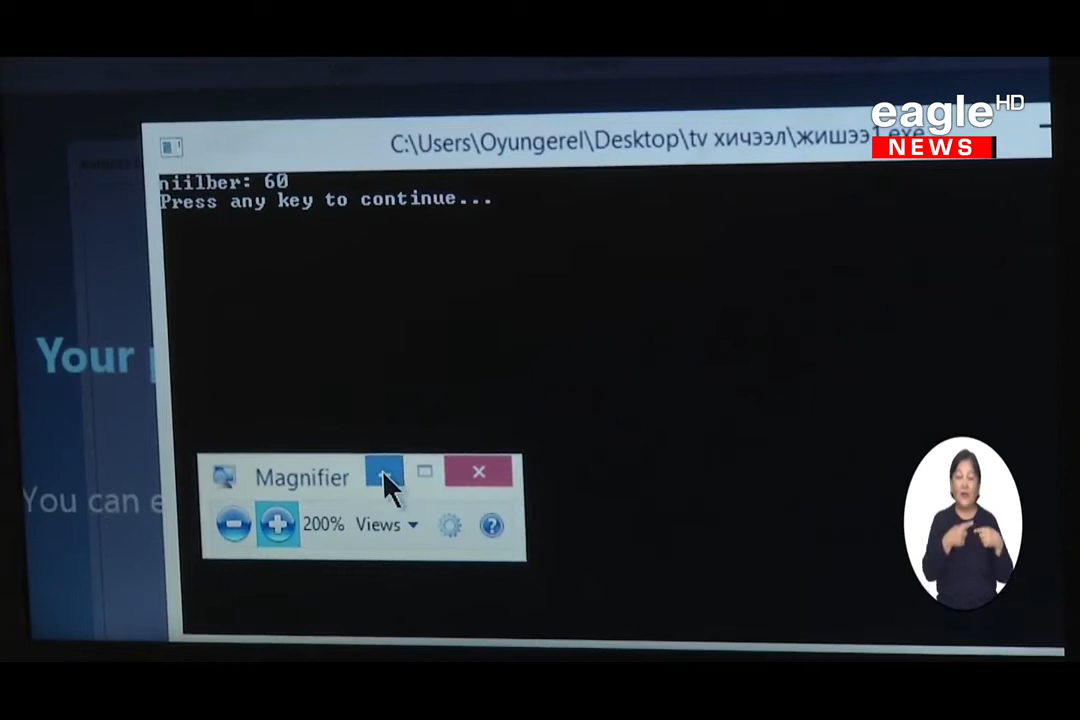 eagle HD
NEWS
C:\Users\Oyungerel\Desktop\tv хичээл\жишээ1.exe
niilber: 60
Press any key to continue...
Your
Magnifier
You can e
200% Views